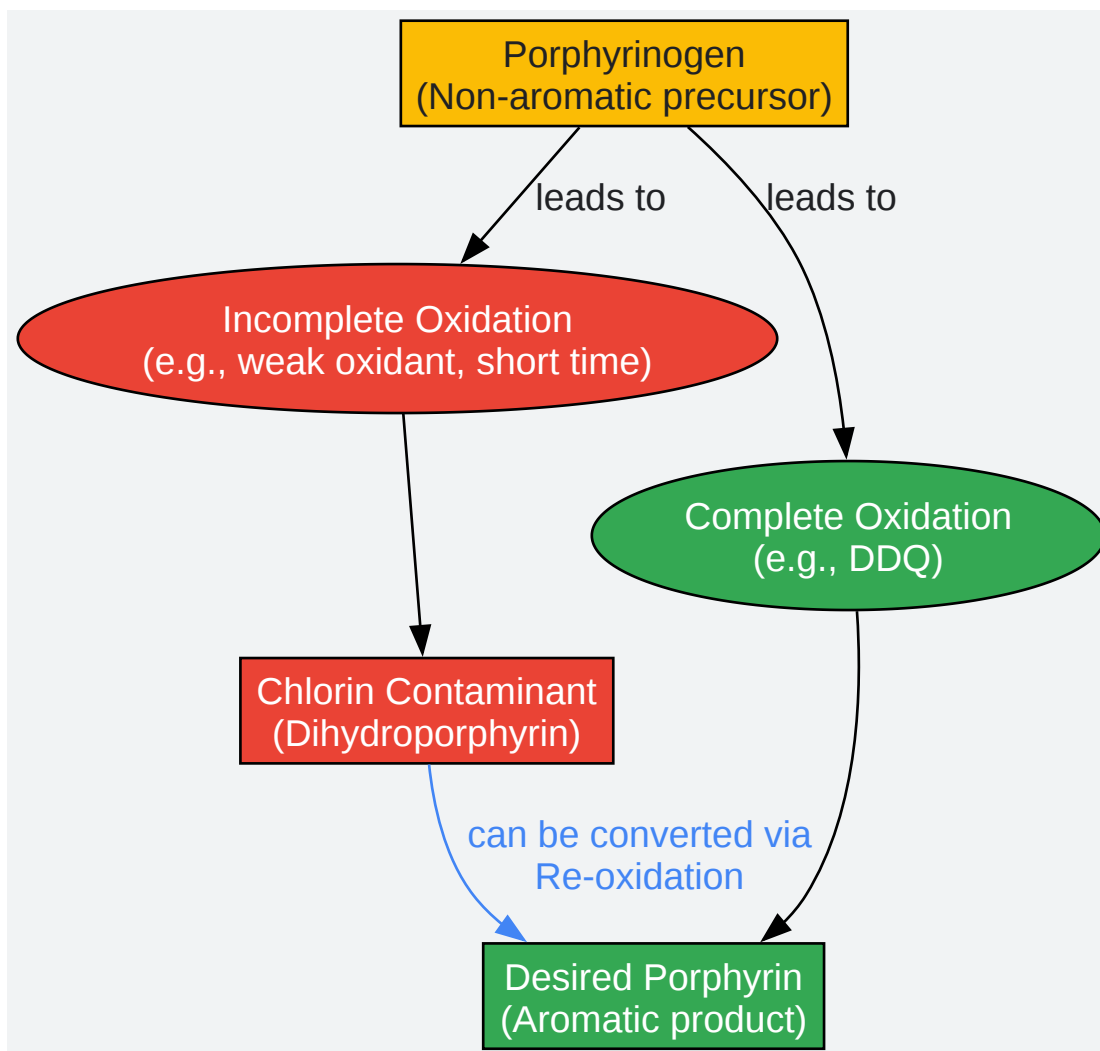 Porphyrinogen
(Non-aromatic precursor)
leads to
leads to
Incomplete Oxidation
(e.g., weak oxidant, short time)
Complete Oxidation
(e.g., DDQ)
Chlorin Contaminant
(Dihydroporphyrin)
can be converted via
Re-oxidation
Desired Porphyrin
(Aromatic product)